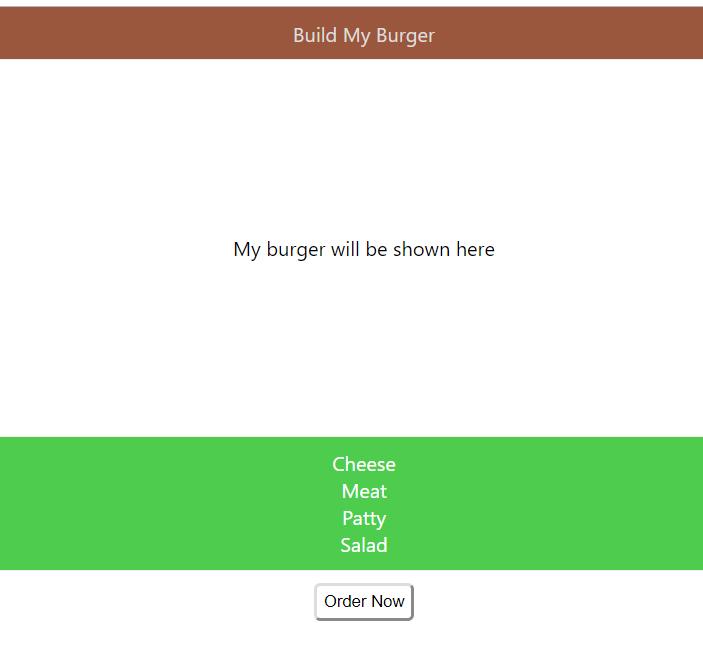 Build My Burger
My burger will be shown here
Cheese
Meat
Patty
Salad
Order Now